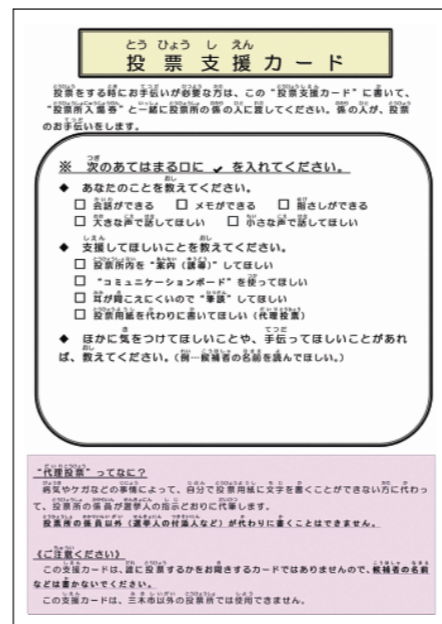 とうひょうしえん
投票支援カード
投票をする時にお手伝いが必要な方は、この“投票支援カード”に書いて、
“投票所入場券”と一緒に投票所の係の人に渡してください。係の人が、投票
のお手伝いをします。
※ 次のあてはまる口に ✔ を入れてください。
◆ あなたのことを教えてください。
□ 会話ができる □ メモができる □ 指さしができる
□ 大きな声で話してほしい □ 小さな声で話してほしい
◆ 支援してほしいことを教えてください。
□ 投票所内を“案内（誘導）”してほしい
□ “コミュニケーションボード”を使ってほしい
□ 耳が聞こえにくいので“筆談”してほしい
□ 投票用紙を代わりに書いてほしい（代理投票）
◆ ほかに気をつけてほしいことや、手伝ってほしいことがあれ
ば、教えてください。（例…候補者の名前を読んでほしい。）
“代理投票”ってなに？
病気やケガなどの事情によって、自分で投票用紙に文字を書くことができない方に代わっ
て、投票所の係員が選挙人の指示どおりに代筆します。
投票所の係員以外（選挙人の付添人など）が代わりに書くことはできません。
《ご注意ください》
この支援カードは、誰に投票するかをお聞きするカードではありませんので、候補者の名前
などは書かないでください。
この支援カードは、三木市以外の投票所では使用できません。